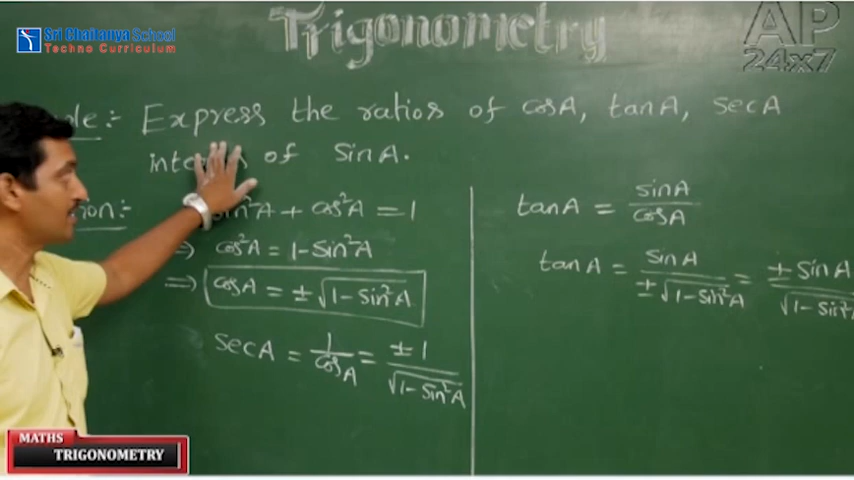 Sri Chaitanya School
Techno Curriculum
Trigonometry
AP
24x7
Express the ratios of cosA, tanA, secA
of sinA.
sin²A + cos²A = 1
⇒ cos²A = 1-Sin²A
⇒ cosA = ± √1-Sin²A
secA = 1/cosA = ±1/√1-Sin²A
tanA = sinA/cosA
tanA = sinA/±√1-Sin²A = ±SinA/√1-Sin²A
MATHS
TRIGONOMETRY